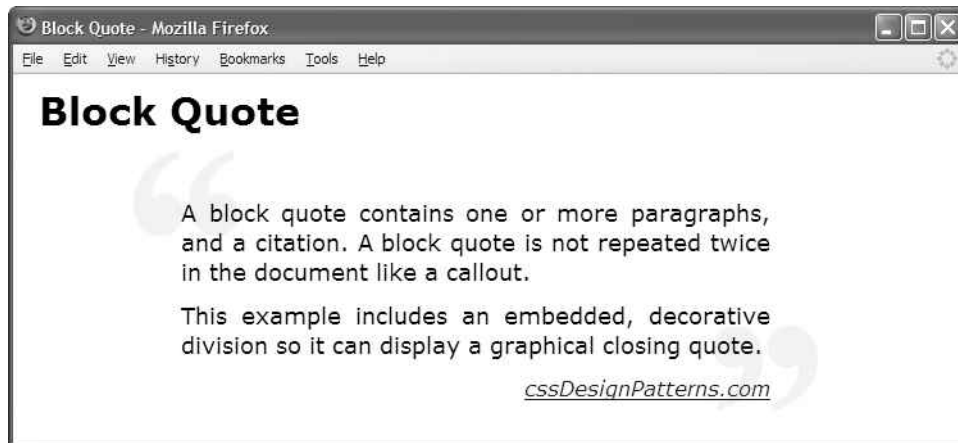 Block Quote - Mozilla Firefox
File Edit View History Bookmarks Tools Help
Block Quote
“
A block quote contains one or more paragraphs,
and a citation. A block quote is not repeated twice
in the document like a callout.
This example includes an embedded, decorative
division so it can display a graphical closing quote.
”
cssDesignPatterns.com